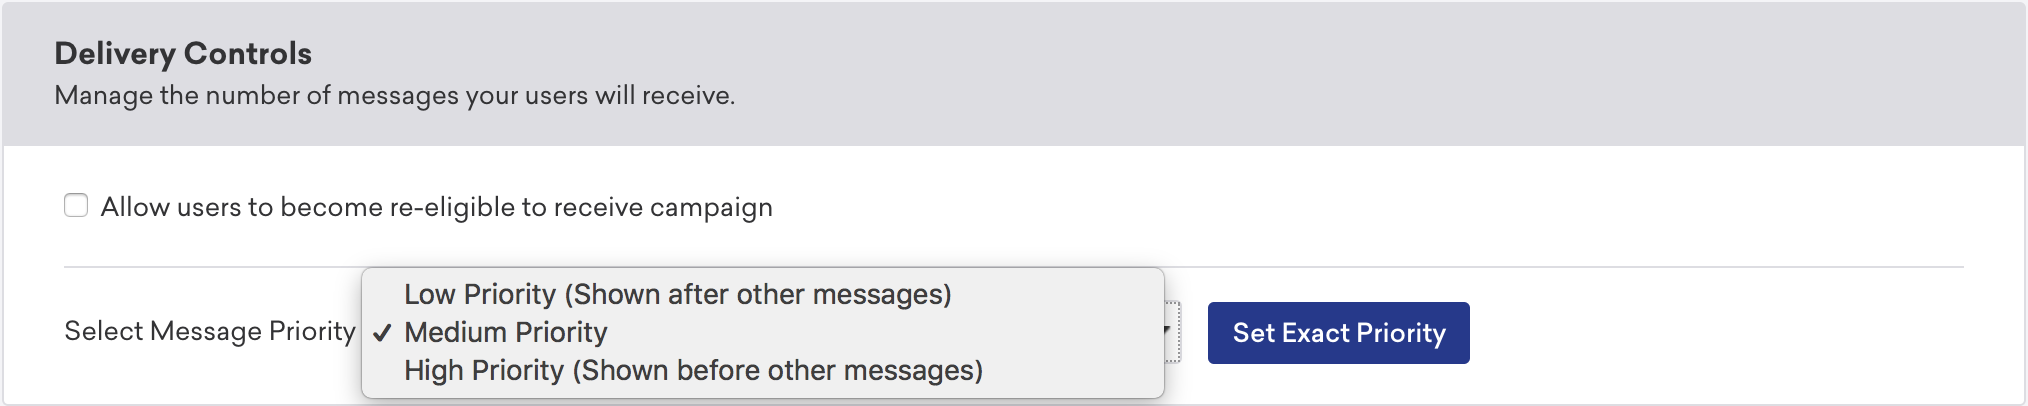 Delivery Controls
Manage the number of messages your users will receive.
Allow users to become re-eligible to receive campaign
Low Priority (Shown after other messages)
Select Message Priority ✓ Medium Priority Set Exact Priority
High Priority (Shown before other messages)